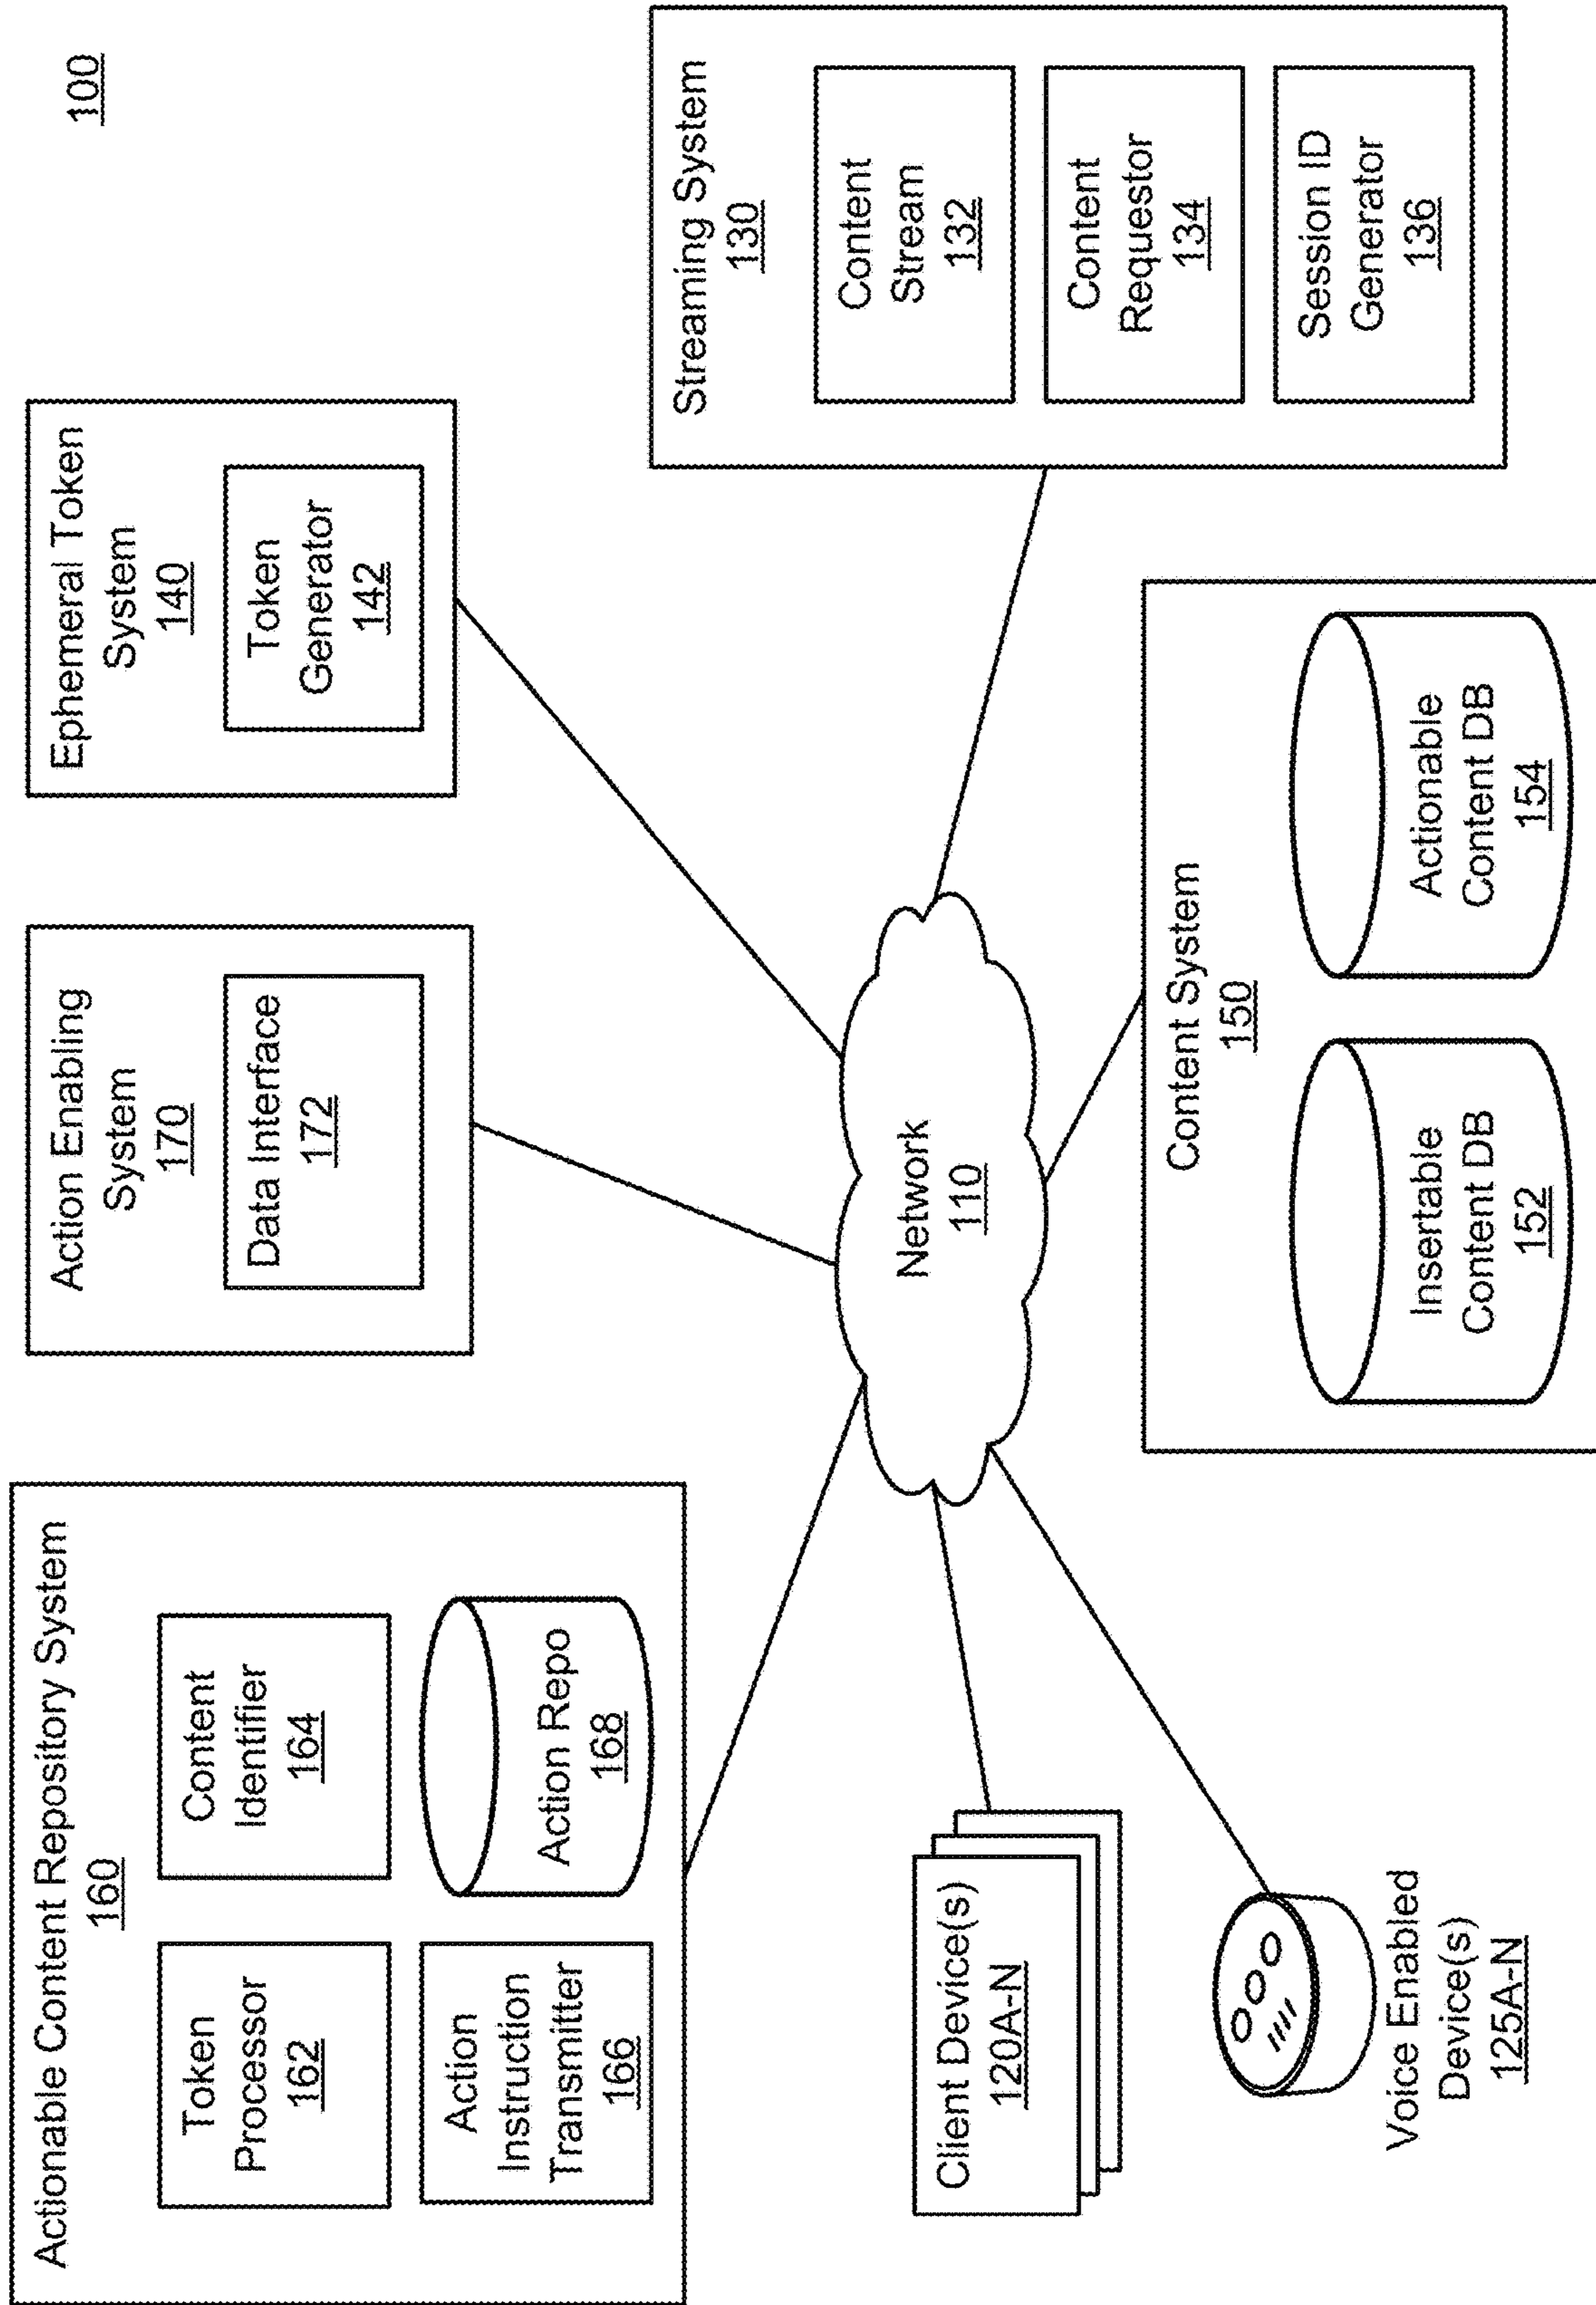 100
Actionable Content Repository System
160
Token
Processor
162
Content
Identifier
164
Action
Instruction
Transmitter
166
Action Repo
168
Action Enabling
System
170
Data Interface
172
Ephemeral Token
System
140
Token
Generator
142
Network
110
Client Device(s)
120A-N
Voice Enabled
Device(s)
125A-N
Content System
150
Insertable
Content DB
152
Actionable
Content DB
154
Streaming System
130
Content
Stream
132
Content
Requestor
134
Session ID
Generator
136